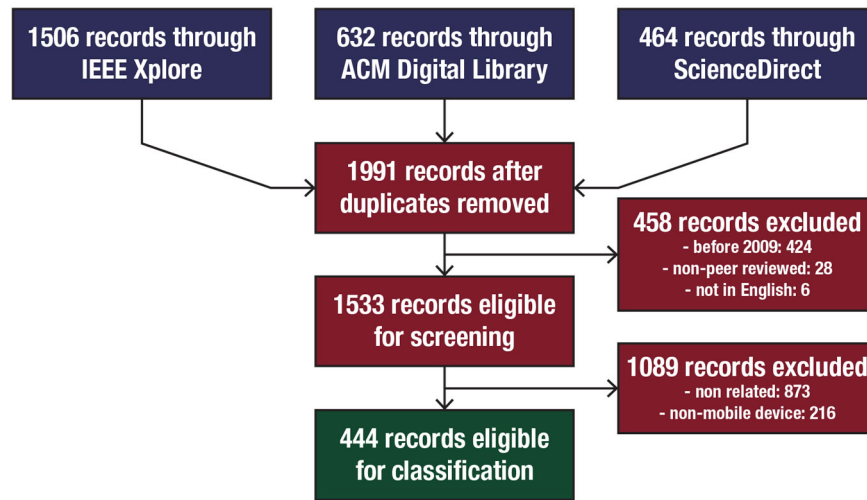 1506 records through
IEEE Xplore
632 records through
ACM Digital Library
464 records through
ScienceDirect
1991 records after
duplicates removed
458 records excluded
- before 2009: 424
- non-peer reviewed: 28
- not in English: 6
1533 records eligible
for screening
1089 records excluded
- non related: 873
- non-mobile device: 216
444 records eligible
for classification